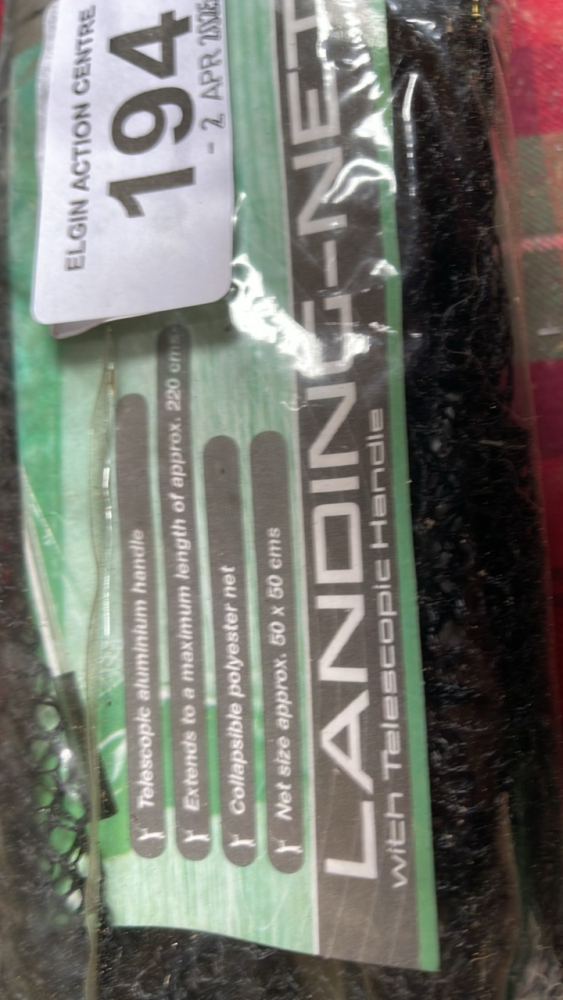 ELGIN ACTION CENTRE
194
- 2 APR 2025
Telescopic aluminium handle
Extends to a maximum length of approx. 220 cms
Collapsible polyester net
Net size approx. 50 x 50 cms
LANDING-NET
with Telescopic Handle